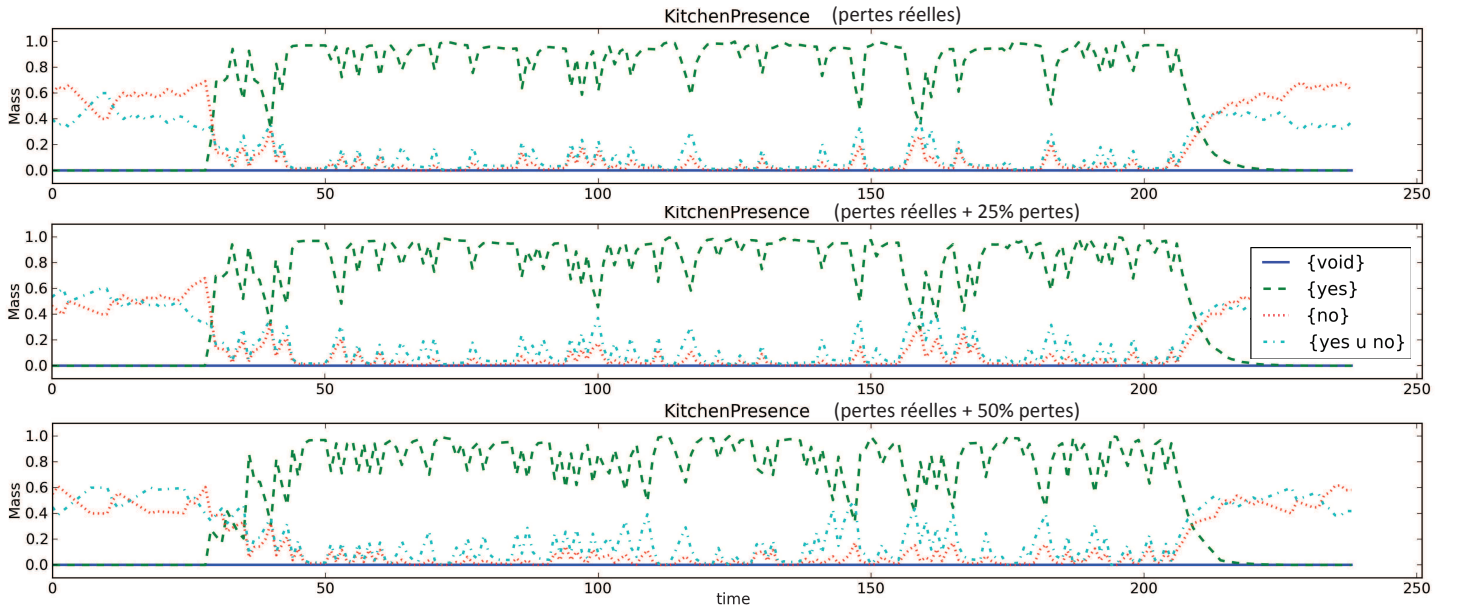 KitchenPresence (pertes réelles)
1.0
0.8
0.6
0.4
0.2
0.0
Mass
0 50 100 150 200 250
KitchenPresence (pertes réelles + 25% pertes)
1.0
0.8
0.6
0.4
0.2
0.0
Mass
{void}
{yes}
{no}
{yes u no}
0 50 100 150 200 250
KitchenPresence (pertes réelles + 50% pertes)
1.0
0.8
0.6
0.4
0.2
0.0
Mass
0 50 100 150 200 250
time